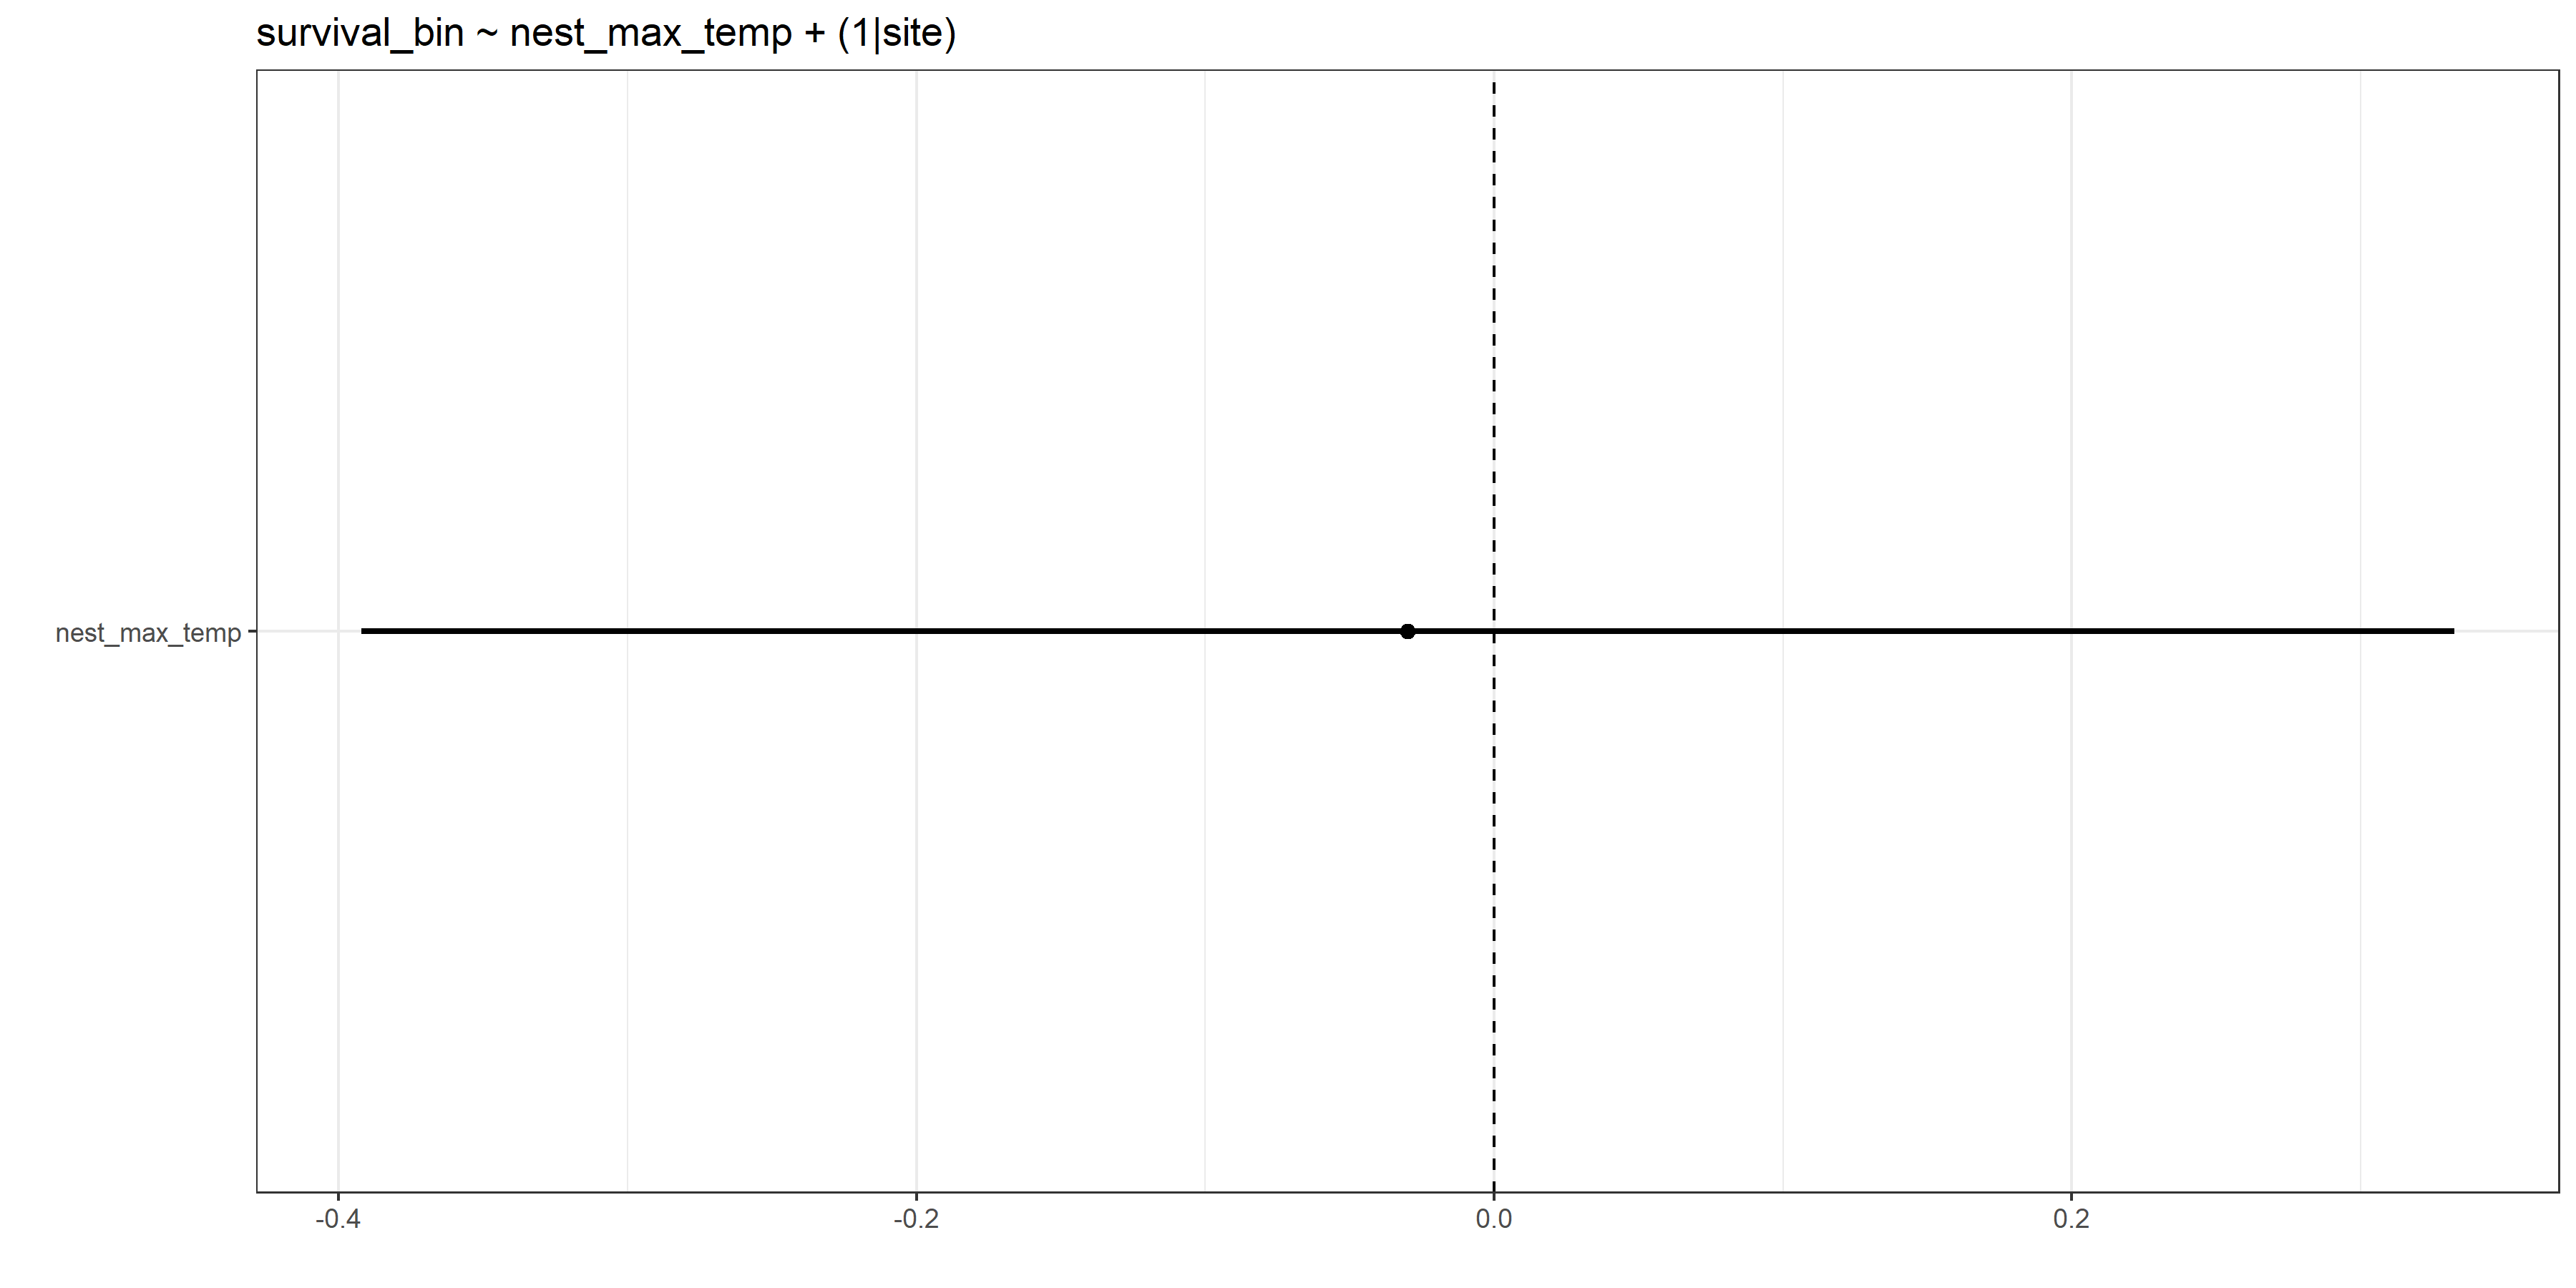 survival_bin ~ nest_max_temp + (1|site)
nest_max_temp
-0.4 -0.2 0.0 0.2